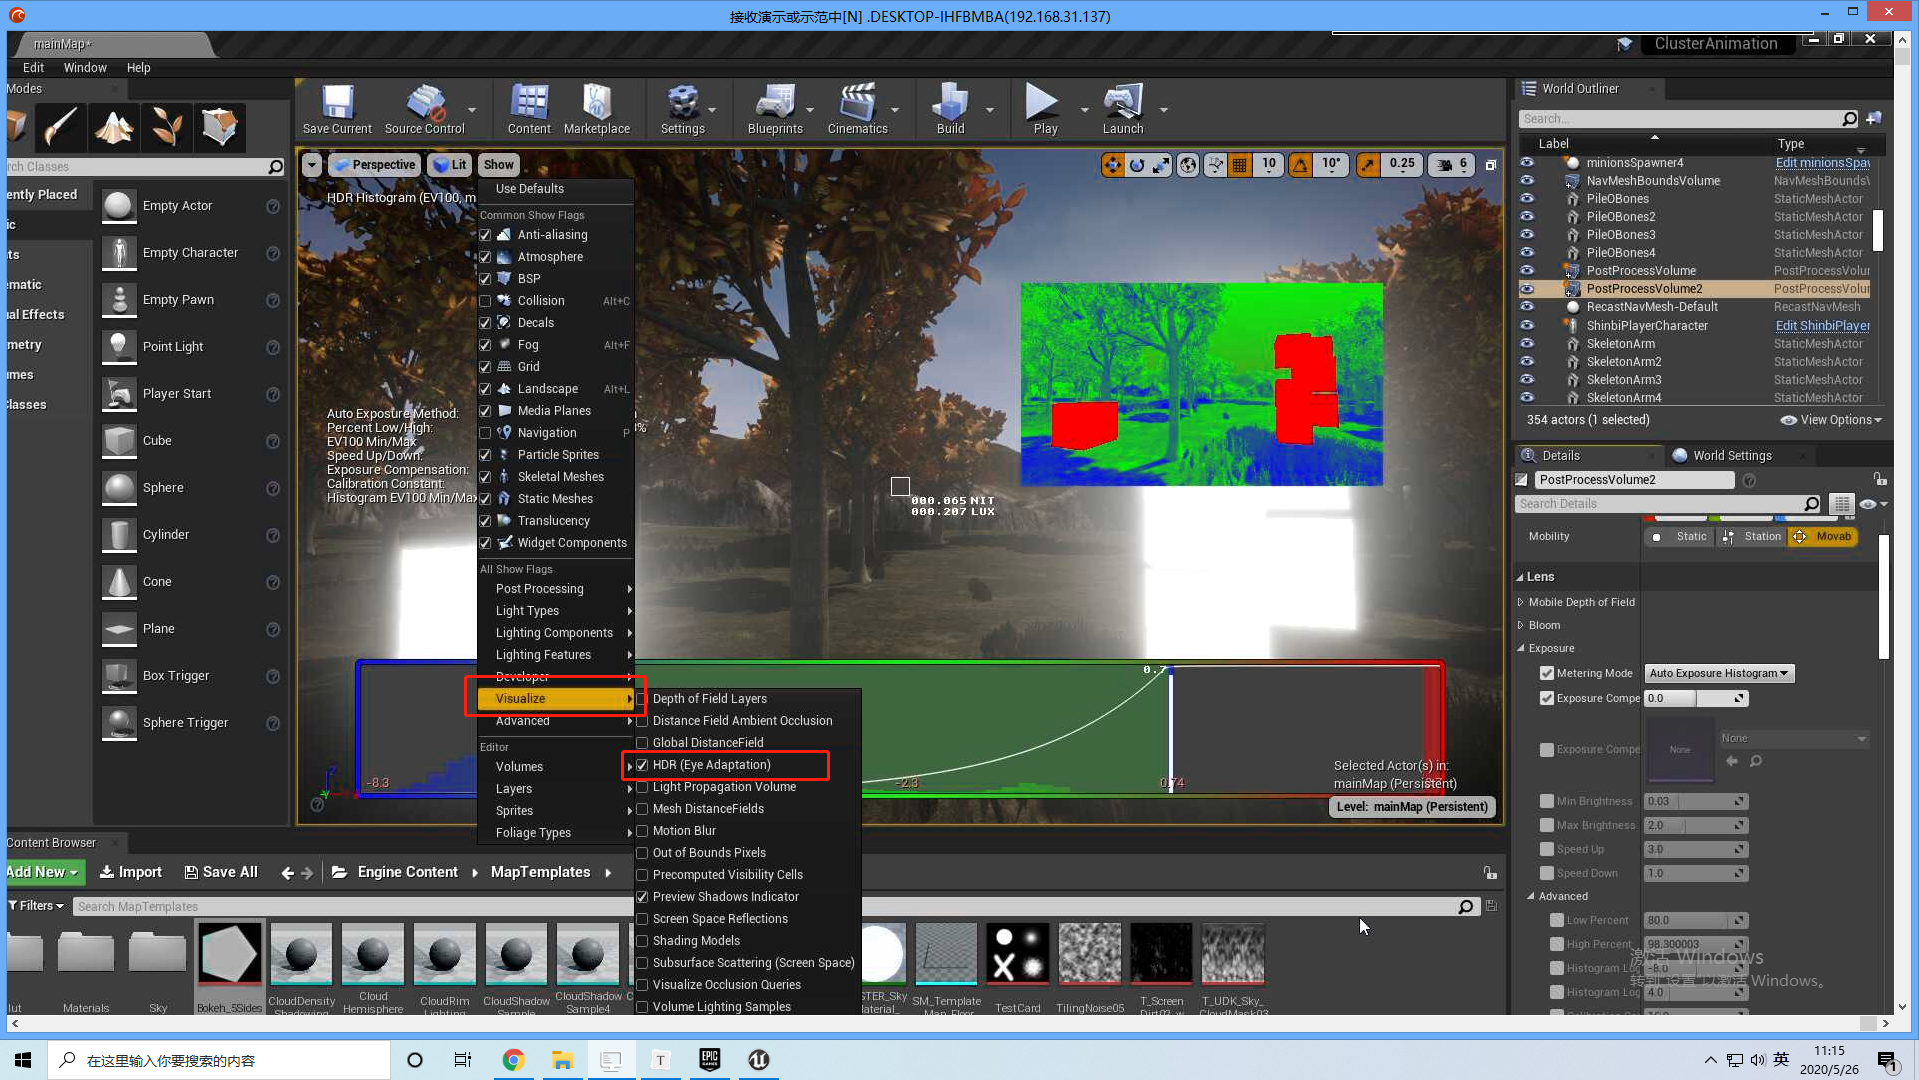 接收演示或示范中[N] .DESKTOP-IHFBMBA(192.168.31.137)
mainMap*
ClusterAnimation
Edit Window Help
Modes
Save Current
Source Control
Content
Marketplace
Settings
Blueprints
Cinematics
Build
Play
Launch
rch Classes
ently Placed
ic
ts
ematic
ual Effects
ometry
umes
Classes
Empty Actor
Empty Character
Empty Pawn
Point Light
Player Start
Cube
Sphere
Cylinder
Cone
Plane
Box Trigger
Sphere Trigger
Perspective
Lit
Show
10
10°
0.25
6
HDR Histogram (EV100, m
Auto Exposure Method:
Percent Low/High:
EV100 Min/Max
Speed Up/Down:
Exposure Compensation:
Calibration Constant:
Histogram EV100 Min/Max
Use Defaults
Common Show Flags
Anti-aliasing
Atmosphere
BSP
Collision Alt+C
Decals
Fog Alt+F
Grid
Landscape Alt+L
Media Planes
Navigation P
Particle Sprites
Skeletal Meshes
Static Meshes
Translucency
Widget Components
All Show Flags
Post Processing
Light Types
Lighting Components
Lighting Features
Developer
Visualize
Advanced
Editor
Volumes
Layers
Sprites
Foliage Types
Depth of Field Layers
Distance Field Ambient Occlusion
Global DistanceField
HDR (Eye Adaptation)
Light Propagation Volume
Mesh DistanceFields
Motion Blur
Out of Bounds Pixels
Precomputed Visibility Cells
Preview Shadows Indicator
Screen Space Reflections
Shading Models
Subsurface Scattering (Screen Space)
Visualize Occlusion Queries
Volume Lighting Samples
000.065 NIT
000.207 LUX
0.7
-8.3
-2.3
0.74
Selected Actor(s) in:
mainMap (Persistent)
Level: mainMap (Persistent)
World Outliner
Search...
Label Type
minionsSpawner4 Edit minionsSpav
NavMeshBoundsVolume NavMeshBoundsV
PileOBones StaticMeshActor
PileOBones2 StaticMeshActor
PileOBones3 StaticMeshActor
PileOBones4 StaticMeshActor
PostProcessVolume PostProcessVolur
PostProcessVolume2 PostProcessVolur
RecastNavMesh-Default RecastNavMesh
ShinbiPlayerCharacter Edit ShinbiPlayer
SkeletonArm StaticMeshActor
SkeletonArm2 StaticMeshActor
SkeletonArm3 StaticMeshActor
SkeletonArm4 StaticMeshActor
354 actors (1 selected) View Options
Details
World Settings
PostProcessVolume2
Search Details
Mobility Static Station Movab
Lens
Mobile Depth of Field
Bloom
Exposure
Metering Mode Auto Exposure Histogram
Exposure Compe 0.0
Exposure Compe None None
Min Brightness 0.03
Max Brightness 2.0
Speed Up 3.0
Speed Down 1.0
Advanced
Low Percent 80.0
High Percent 98.300003
Histogram Log -8.0
Histogram Log 4.0
激活 Windows
转到"设置"以激活 Windows。
Content Browser
Add New
Import
Save All
Engine Content
MapTemplates
Filters
Search MapTemplates
lut
Materials
Sky
Bokeh_5Sides
CloudDensity
Shadowing
Cloud
Hemisphere
CloudRim
Lighting
CloudShadow
Sample
CloudShadow
Sample4
STER_Sky
Material_
SM_Template
Map_Floor
TestCard
TilingNoise05
T_Screen
Dirt02_w
T_UDK_Sky_
CloudMask03
在这里输入你要搜索的内容
T
EPIC
GAMES
英
11:15
2020/5/26
1